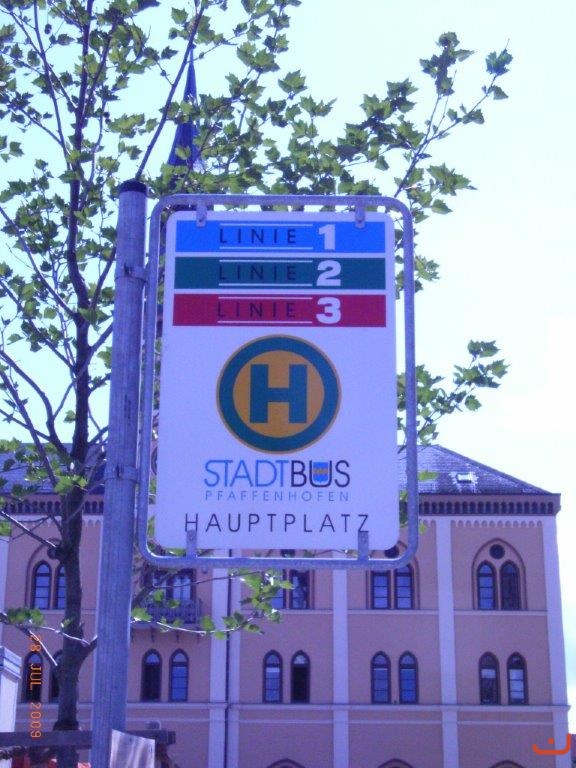 LINIE 1
LINIE 2
LINIE 3
H
STADTBUS
PFAFFENHOFEN
HAUPTPLATZ
28 JUL 2009